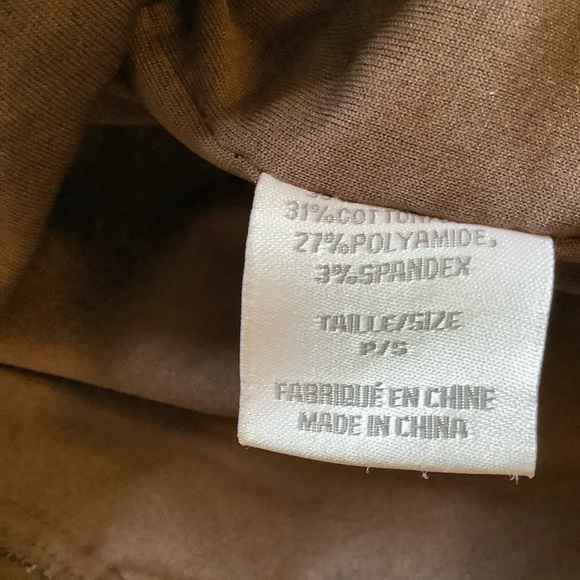 31%COTTON
27%POLYAMIDE,
3%SPANDEX
TAILLE/SIZE
P/S
FABRIQUÉ EN CHINE
MADE IN CHINA